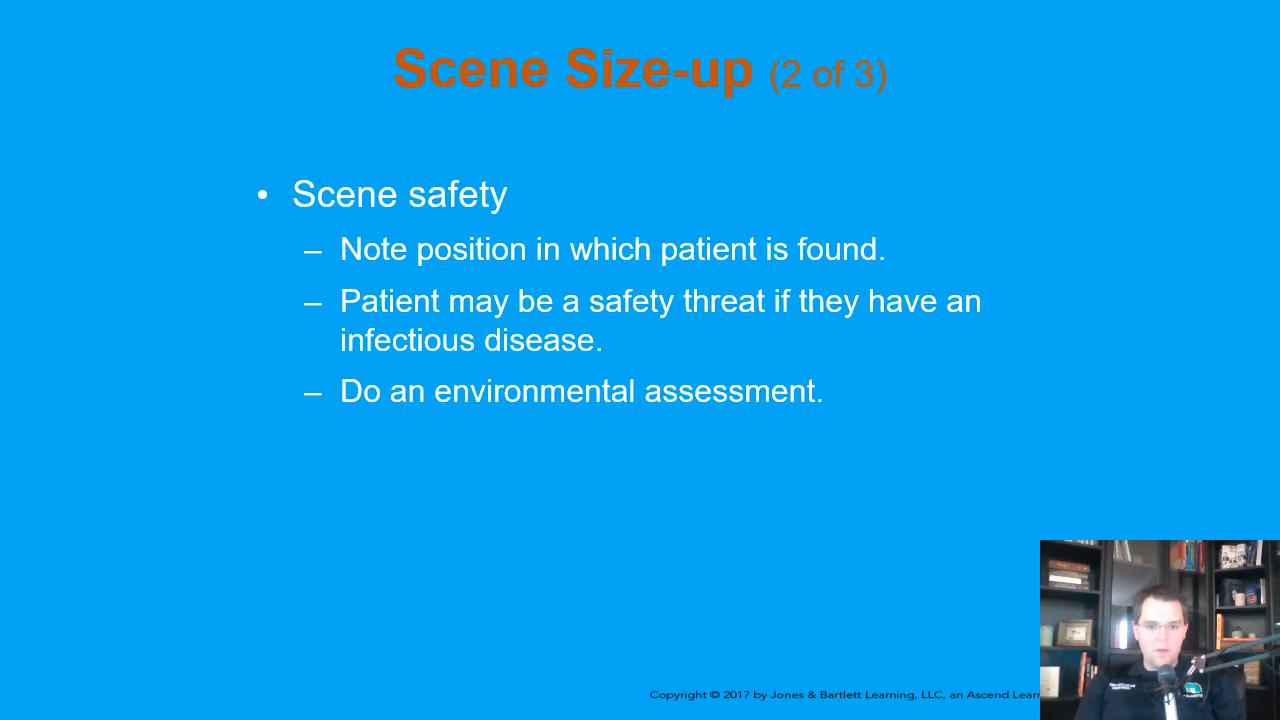 Scene Size-up (2 of 3)
• Scene safety
– Note position in which patient is found.
– Patient may be a safety threat if they have an
infectious disease.
– Do an environmental assessment.
Copyright © 2017 by Jones & Bartlett Learning, LLC, an Ascend Lear